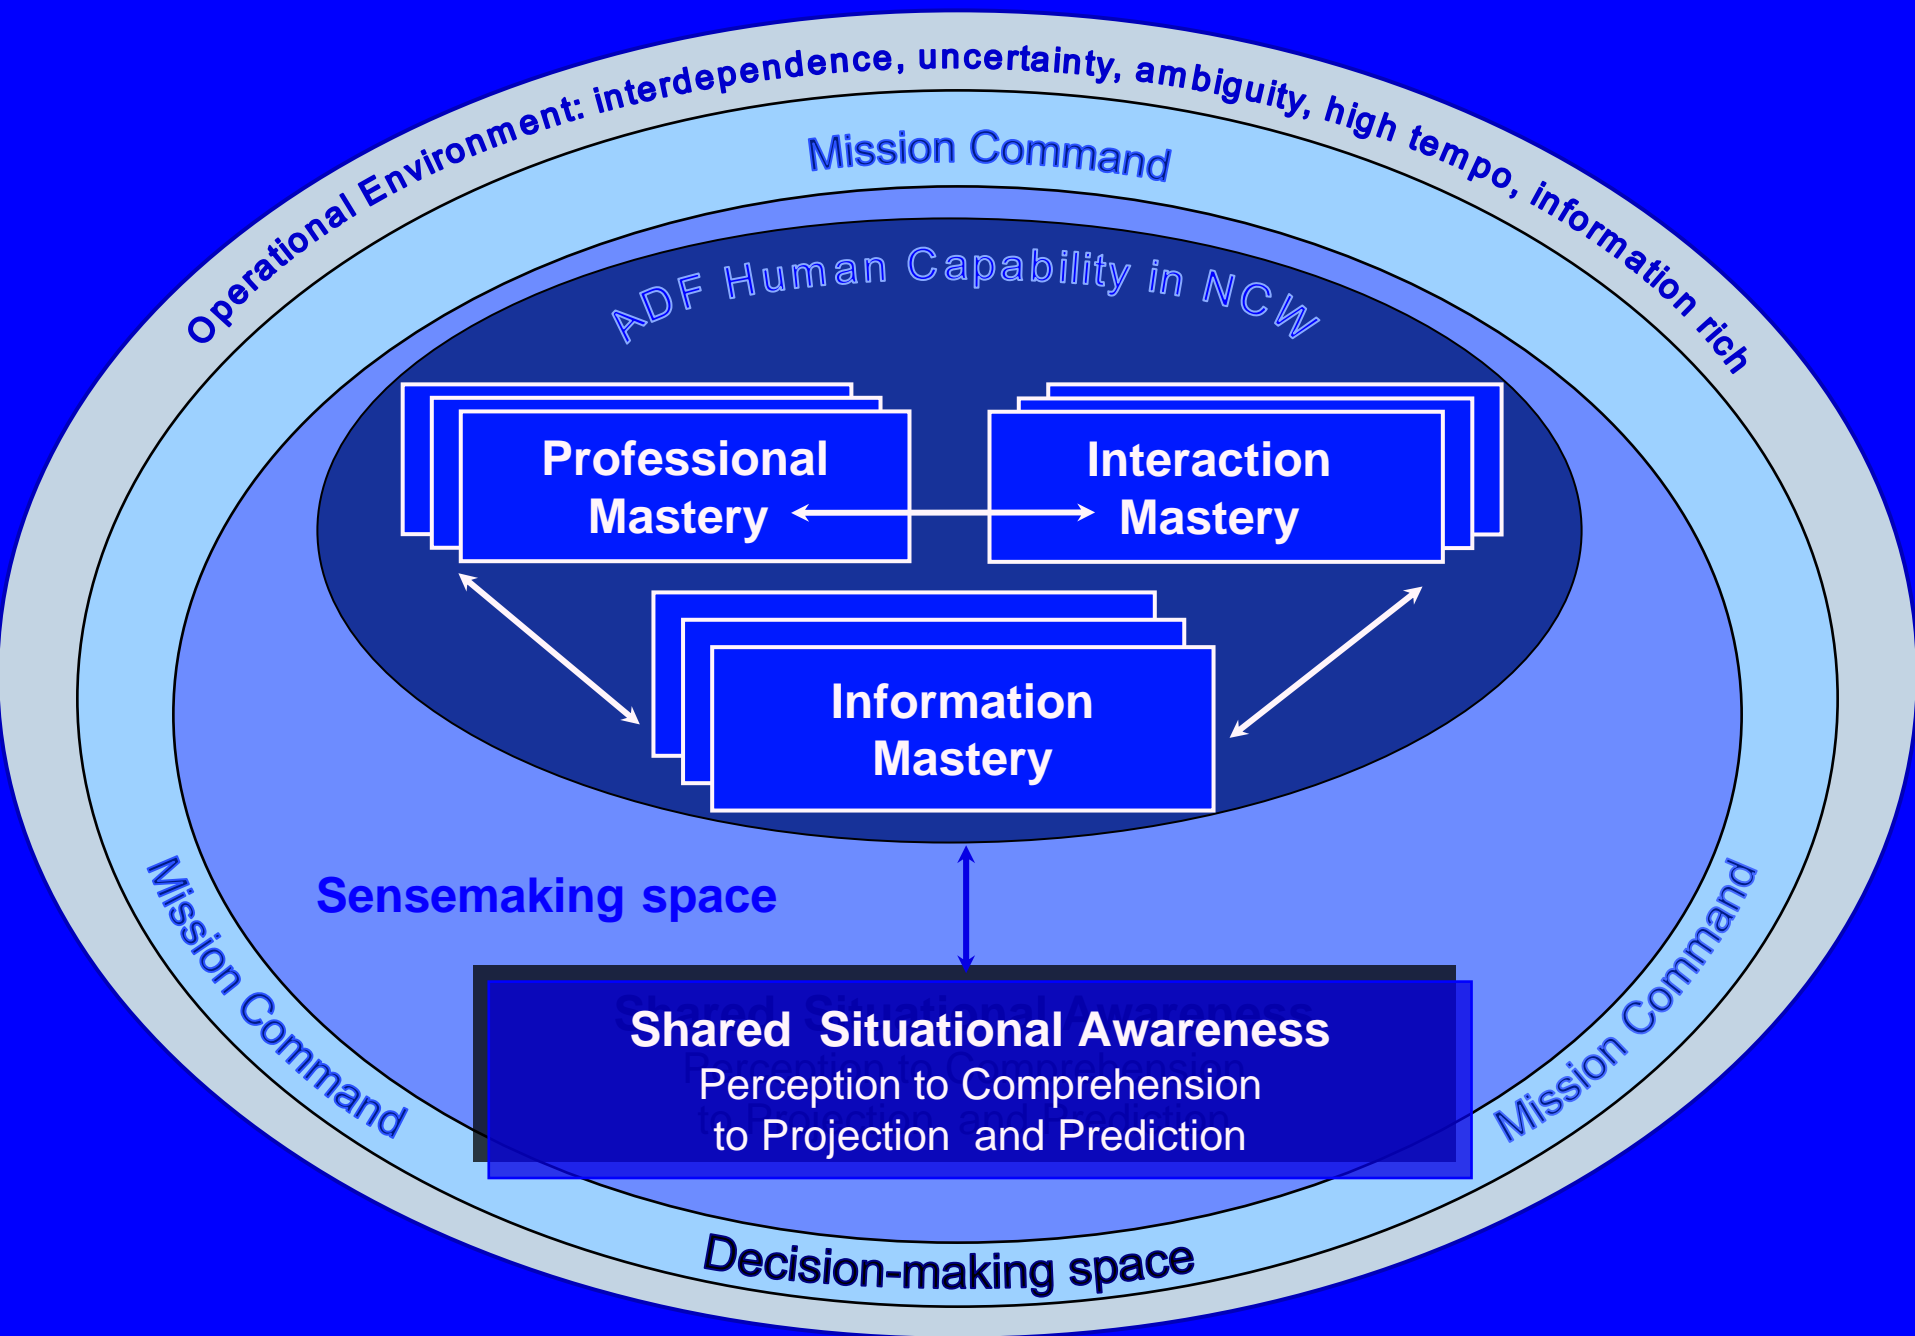 Operational Environment: interdependence, uncertainty, ambiguity, high tempo, information rich
Mission Command
ADF Human Capability in NCW
Professional
Mastery
Interaction
Mastery
Information
Mastery
Sensemaking space
Mission Command
Mission Command
Shared  Situational Awareness
Perception to Comprehension
to Projection  and Prediction
Decision-making space